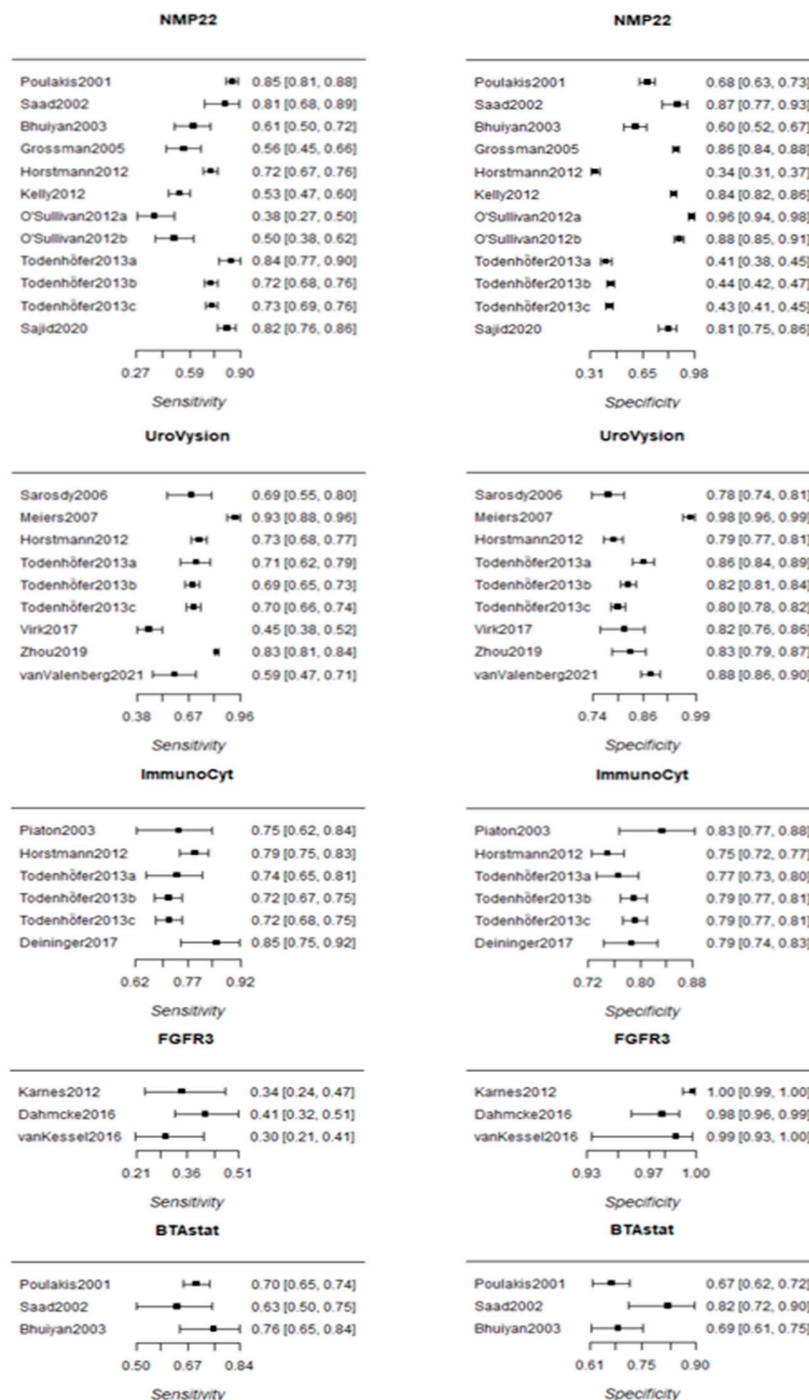 NMP22
Poulakis2001 0.85 [0.81, 0.88]
Saad2002 0.81 [0.68, 0.89]
Bhuiyan2003 0.61 [0.50, 0.72]
Grossman2005 0.56 [0.45, 0.66]
Horstmann2012 0.72 [0.67, 0.76]
Kelly2012 0.53 [0.47, 0.60]
O'Sullivan2012a 0.38 [0.27, 0.50]
O'Sullivan2012b 0.50 [0.38, 0.62]
Todenhöfer2013a 0.84 [0.77, 0.90]
Todenhöfer2013b 0.72 [0.68, 0.76]
Todenhöfer2013c 0.73 [0.69, 0.76]
Sajid2020 0.82 [0.76, 0.86]
0.27 0.59 0.90
Sensitivity
NMP22
Poulakis2001 0.68 [0.63, 0.73]
Saad2002 0.87 [0.77, 0.93]
Bhuiyan2003 0.60 [0.52, 0.67]
Grossman2005 0.86 [0.84, 0.88]
Horstmann2012 0.34 [0.31, 0.37]
Kelly2012 0.84 [0.82, 0.86]
O'Sullivan2012a 0.96 [0.94, 0.98]
O'Sullivan2012b 0.88 [0.85, 0.91]
Todenhöfer2013a 0.41 [0.38, 0.45]
Todenhöfer2013b 0.44 [0.42, 0.47]
Todenhöfer2013c 0.43 [0.41, 0.45]
Sajid2020 0.81 [0.75, 0.86]
0.31 0.65 0.98
Specificity
UroVysion
Sarosdy2006 0.69 [0.55, 0.80]
Meiers2007 0.93 [0.88, 0.96]
Horstmann2012 0.73 [0.68, 0.77]
Todenhöfer2013a 0.71 [0.62, 0.79]
Todenhöfer2013b 0.69 [0.65, 0.73]
Todenhöfer2013c 0.70 [0.66, 0.74]
Virk2017 0.45 [0.38, 0.52]
Zhou2019 0.83 [0.81, 0.84]
vanValenberg2021 0.59 [0.47, 0.71]
0.38 0.67 0.96
Sensitivity
UroVysion
Sarosdy2006 0.78 [0.74, 0.81]
Meiers2007 0.98 [0.96, 0.99]
Horstmann2012 0.79 [0.77, 0.81]
Todenhöfer2013a 0.86 [0.84, 0.89]
Todenhöfer2013b 0.82 [0.81, 0.84]
Todenhöfer2013c 0.80 [0.78, 0.82]
Virk2017 0.82 [0.76, 0.86]
Zhou2019 0.83 [0.79, 0.87]
vanValenberg2021 0.88 [0.86, 0.90]
0.74 0.86 0.99
Specificity
ImmunoCyt
Piaton2003 0.75 [0.62, 0.84]
Horstmann2012 0.79 [0.75, 0.83]
Todenhöfer2013a 0.74 [0.65, 0.81]
Todenhöfer2013b 0.72 [0.67, 0.75]
Todenhöfer2013c 0.72 [0.68, 0.75]
Deininger2017 0.85 [0.75, 0.92]
0.62 0.77 0.92
Sensitivity
ImmunoCyt
Piaton2003 0.83 [0.77, 0.88]
Horstmann2012 0.75 [0.72, 0.77]
Todenhöfer2013a 0.77 [0.73, 0.80]
Todenhöfer2013b 0.79 [0.77, 0.81]
Todenhöfer2013c 0.79 [0.77, 0.81]
Deininger2017 0.79 [0.74, 0.83]
0.72 0.80 0.88
Specificity
FGFR3
Karnes2012 0.34 [0.24, 0.47]
Dahmcke2016 0.41 [0.32, 0.51]
vanKessel2016 0.30 [0.21, 0.41]
0.21 0.36 0.51
Sensitivity
FGFR3
Karnes2012 1.00 [0.99, 1.00]
Dahmcke2016 0.98 [0.96, 0.99]
vanKessel2016 0.99 [0.93, 1.00]
0.93 0.97 1.00
Specificity
BTAstat
Poulakis2001 0.70 [0.65, 0.74]
Saad2002 0.63 [0.50, 0.75]
Bhuiyan2003 0.76 [0.65, 0.84]
0.50 0.67 0.84
Sensitivity
BTAstat
Poulakis2001 0.67 [0.62, 0.72]
Saad2002 0.82 [0.72, 0.90]
Bhuiyan2003 0.69 [0.61, 0.75]
0.61 0.75 0.90
Specificity